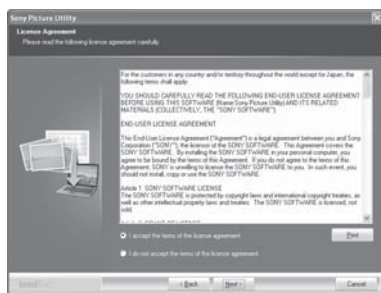 Sony Picture Utility
License Agreement
Please read the following license agreement carefully.
For the customers in any country and/or territory throughout the world except for Japan, the
following terms shall apply:
YOU SHOULD CAREFULLY READ THE FOLLOWING END-USER LICENSE AGREEMENT
BEFORE USING THIS SOFTWARE (Name:Sony Picture Utility) AND ITS RELATED
MATERIALS (COLLECTIVELY, THE "SONY SOFTWARE").
END-USER LICENSE AGREEMENT
This End-User License Agreement ("Agreement") is a legal agreement between you and Sony
Corporation ("SONY"), the licensor of the SONY SOFTWARE. This Agreement covers the
SONY SOFTWARE. By installing the SONY SOFTWARE in your personal computer, you
agree to be bound by the terms of this Agreement. If you do not agree to the terms of this
Agreement, SONY is unwilling to license the SONY SOFTWARE to you. In such event, you
should not install, copy or use the SONY SOFTWARE.
Article 1. SONY SOFTWARE LICENSE
The SONY SOFTWARE is protected by copyright laws and international copyright treaties, as
well as other intellectual property laws and treaties. The SONY SOFTWARE is licensed, not
sold.
I accept the terms of the license agreement
Print
I do not accept the terms of the license agreement
< Back
Next >
Cancel